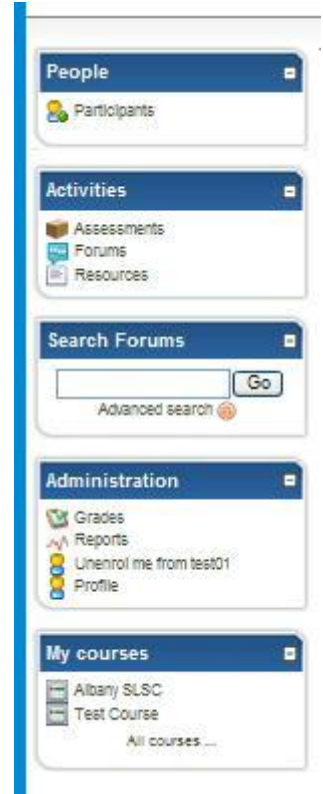 People
Participants
Activities
Assessments
Forums
Resources
Search Forums
Go
Advanced search
Administration
Grades
Reports
Unenrol me from test01
Profile
My courses
Albany SLSC
Test Course
All courses ...